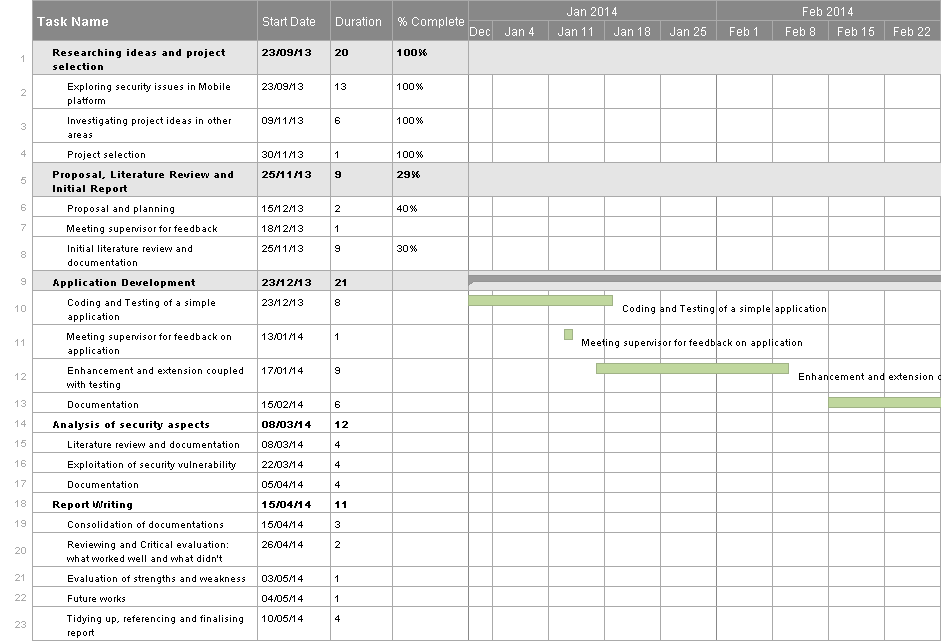 Task Name Start Date Duration % Complete Jan 2014 Feb 2014
Dec Jan 4 Jan 11 Jan 18 Jan 25 Feb 1 Feb 8 Feb 15 Feb 22
1 Researching ideas and project 23/09/13 20 100%
selection
2 Exploring security issues in Mobile 23/09/13 13 100%
platform
3 Investigating project ideas in other 09/11/13 6 100%
areas
4 Project selection 30/11/13 1 100%
5 Proposal, Literature Review and 25/11/13 9 29%
Initial Report
6 Proposal and planning 15/12/13 2 40%
7 Meeting supervisor for feedback 18/12/13 1
8 Initial literature review and 25/11/13 9 30%
documentation
9 Application Development 23/12/13 21
10 Coding and Testing of a simple 23/12/13 8 Coding and Testing of a simple application
application
11 Meeting supervisor for feedback on 13/01/14 1 Meeting supervisor for feedback on application
application
12 Enhancement and extension coupled 17/01/14 9 Enhancement and extension c
with testing
13 Documentation 15/02/14 6
14 Analysis of security aspects 08/03/14 12
15 Literature review and documentation 08/03/14 4
16 Exploitation of security vulnerability 22/03/14 4
17 Documentation 05/04/14 4
18 Report Writing 15/04/14 11
19 Consolidation of documentations 15/04/14 3
20 Reviewing and Critical evaluation: 26/04/14 2
what worked well and what didn't
21 Evaluation of strengths and weakness 03/05/14 1
22 Future works 04/05/14 1
23 Tidying up, referencing and finalising 10/05/14 4
report